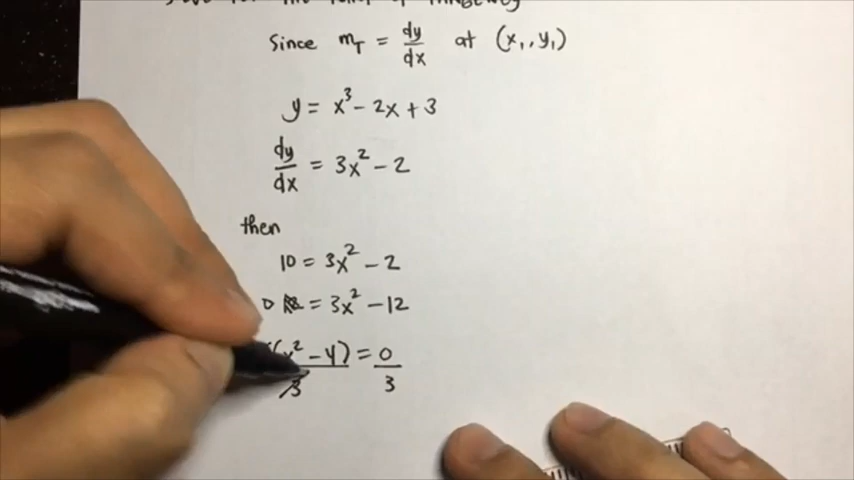 Since m_T = dy/dx at (x₁, y₁)
y = x³ - 2x + 3
dy/dx = 3x² - 2
then
10 = 3x² - 2
0 = 3x² - 12
(x² - 4)/3 = 0/3